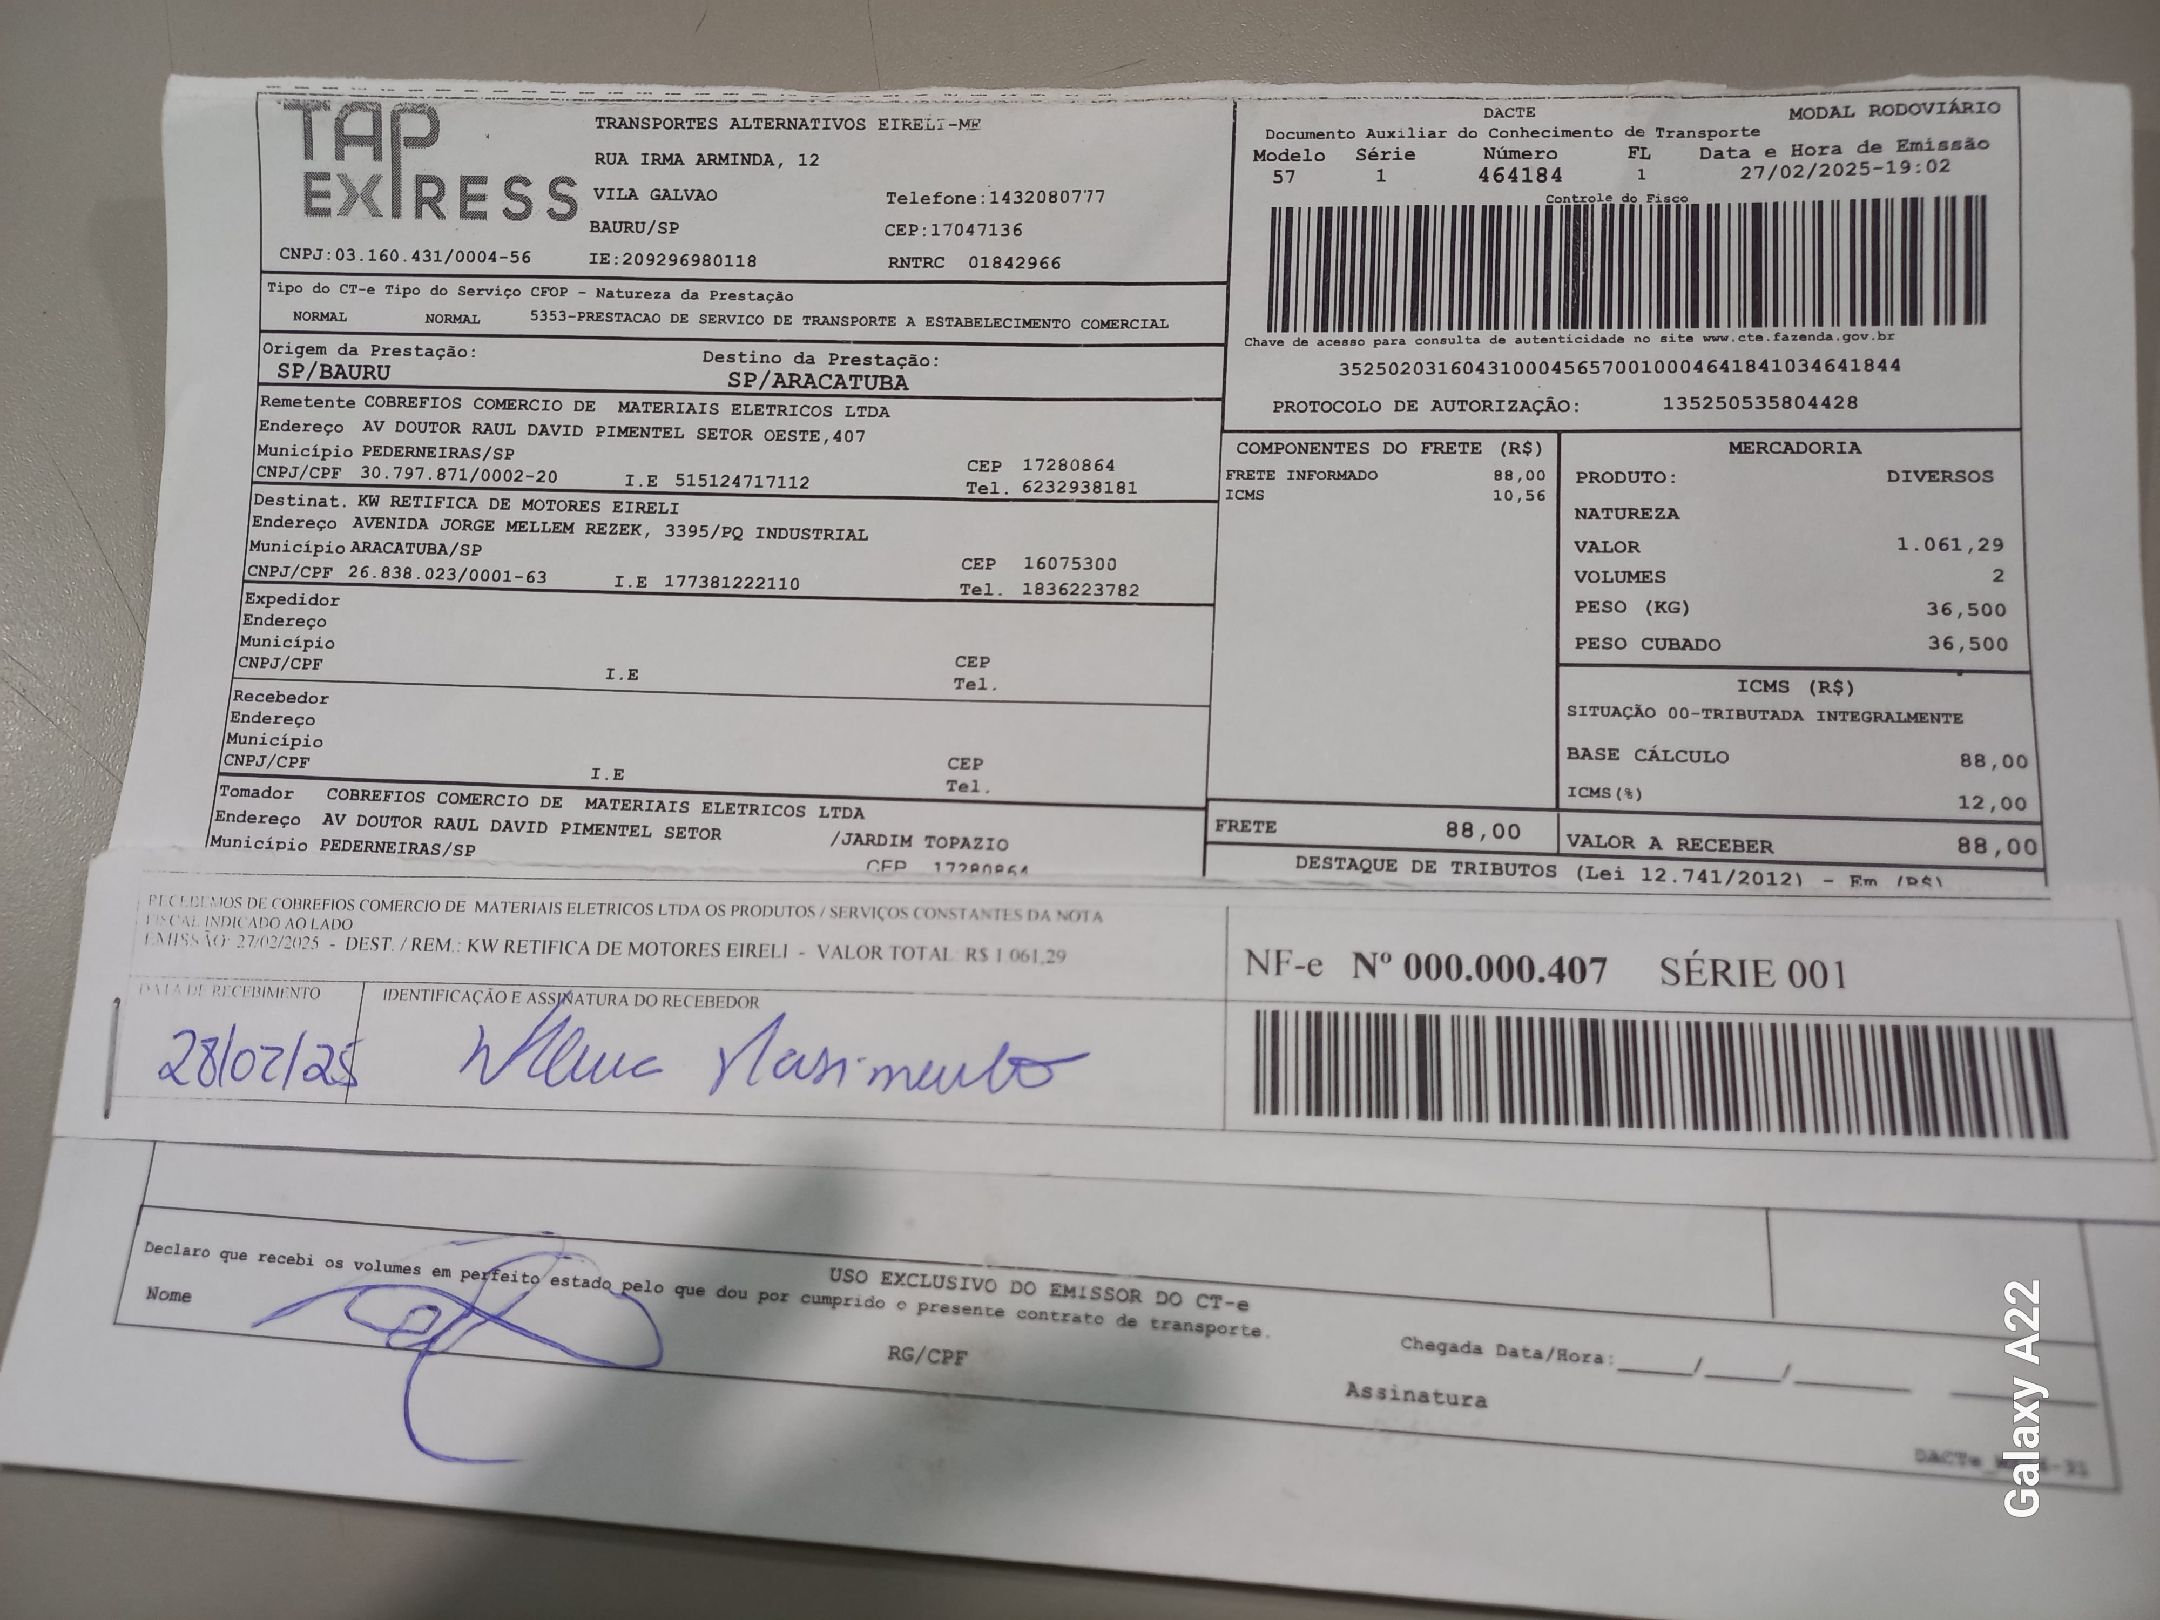 TAP EXPRESS
TRANSPORTES ALTERNATIVOS EIRELI-ME
RUA IRMA ARMINDA, 12
VILA GALVAO Telefone:1432080777
BAURU/SP CEP:17047136
CNPJ:03.160.431/0004-56 IE:209296980118 RNTRC 01842966
DACTE MODAL RODOVIÁRIO
Documento Auxiliar do Conhecimento de Transporte
Modelo Série Número FL Data e Hora de Emissão
57 1 464184 1 27/02/2025-19:02
Controle do Fisco
Chave de acesso para consulta de autenticidade no site www.cte.fazenda.gov.br
35250203160431000456570010004641841034641844
PROTOCOLO DE AUTORIZAÇÃO: 135250535804428
Tipo do CT-e Tipo do Serviço CFOP - Natureza da Prestação
NORMAL NORMAL 5353-PRESTACAO DE SERVICO DE TRANSPORTE A ESTABELECIMENTO COMERCIAL
Origem da Prestação: Destino da Prestação:
SP/BAURU SP/ARACATUBA
Remetente COBREFIOS COMERCIO DE MATERIAIS ELETRICOS LTDA
Endereço AV DOUTOR RAUL DAVID PIMENTEL SETOR OESTE,407
Município PEDERNEIRAS/SP CEP 17280864
CNPJ/CPF 30.797.871/0002-20 I.E 515124717112 Tel. 6232938181
Destinat. KW RETIFICA DE MOTORES EIRELI
Endereço AVENIDA JORGE MELLEM REZEK, 3395/PQ INDUSTRIAL
Município ARACATUBA/SP CEP 16075300
CNPJ/CPF 26.838.023/0001-63 I.E 177381222110 Tel. 1836223782
Expedidor
Endereço
Município CEP
CNPJ/CPF I.E Tel.
Recebedor
Endereço
Município CEP
CNPJ/CPF I.E Tel.
Tomador COBREFIOS COMERCIO DE MATERIAIS ELETRICOS LTDA
Endereço AV DOUTOR RAUL DAVID PIMENTEL SETOR /JARDIM TOPAZIO
Município PEDERNEIRAS/SP CEP 17280864
COMPONENTES DO FRETE (R$)
FRETE INFORMADO 88,00
ICMS 10,56
FRETE 88,00
MERCADORIA
PRODUTO: DIVERSOS
NATUREZA
VALOR 1.061,29
VOLUMES 2
PESO (KG) 36,500
PESO CUBADO 36,500
ICMS (R$)
SITUAÇÃO 00-TRIBUTADA INTEGRALMENTE
BASE CÁLCULO 88,00
ICMS(%) 12,00
VALOR A RECEBER 88,00
DESTAQUE DE TRIBUTOS (Lei 12.741/2012) - Em (R$)
RECEBEMOS DE COBREFIOS COMERCIO DE MATERIAIS ELETRICOS LTDA OS PRODUTOS / SERVIÇOS CONSTANTES DA NOTA
FISCAL INDICADO AO LADO
EMISSÃO: 27/02/2025 - DEST. / REM.: KW RETIFICA DE MOTORES EIRELI - VALOR TOTAL: R$ 1.061,29
DATA DE RECEBIMENTO IDENTIFICAÇÃO E ASSINATURA DO RECEBEDOR
28/02/25 Nasimento
NF-e Nº 000.000.407 SÉRIE 001
USO EXCLUSIVO DO EMISSOR DO CT-e
Declaro que recebi os volumes em perfeito estado pelo que dou por cumprido o presente contrato de transporte.
Nome RG/CPF Assinatura
Chegada Data/Hora:____/____/______
Galaxy A22